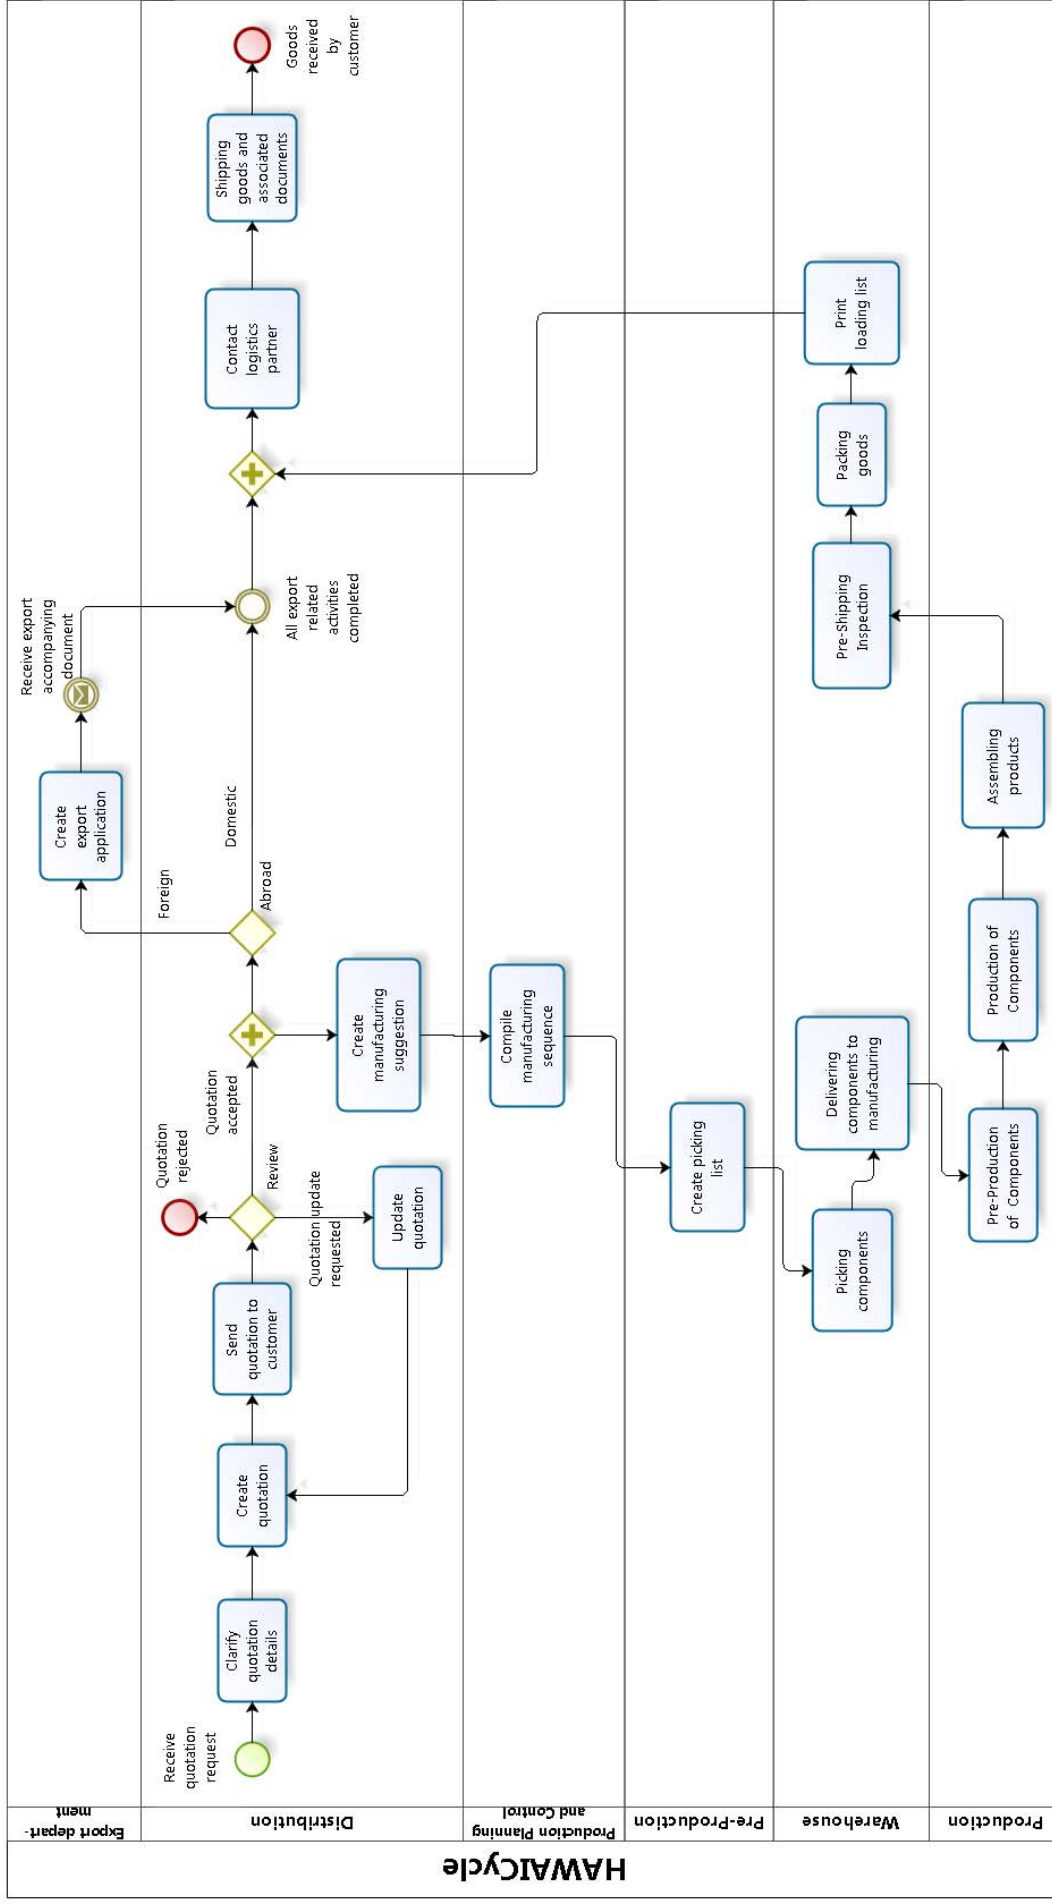 HAWAICycle
Export depart-
ment
Distribution
Production Planning
and Control
Pre-Production
Warehouse
Production
Receive
quotation
request
Clarify
quotation
details
Create
quotation
Send
quotation to
customer
Review
Quotation
rejected
Quotation update
requested
Update
quotation
Quotation
accepted
Create
manufacturing
suggestion
Abroad
Foreign
Domestic
Create
export
application
Receive export
accompanying
document
All export
related
activities
completed
Contact
logistics
partner
Shipping
goods and
associated
documents
Goods
received
by
customer
Compile
manufacturing
sequence
Create picking
list
Picking
components
Delivering
components to
manufacturing
Pre-Production
of Components
Production of
Components
Assembling
products
Pre-Shipping
Inspection
Packing
goods
Print
loading list